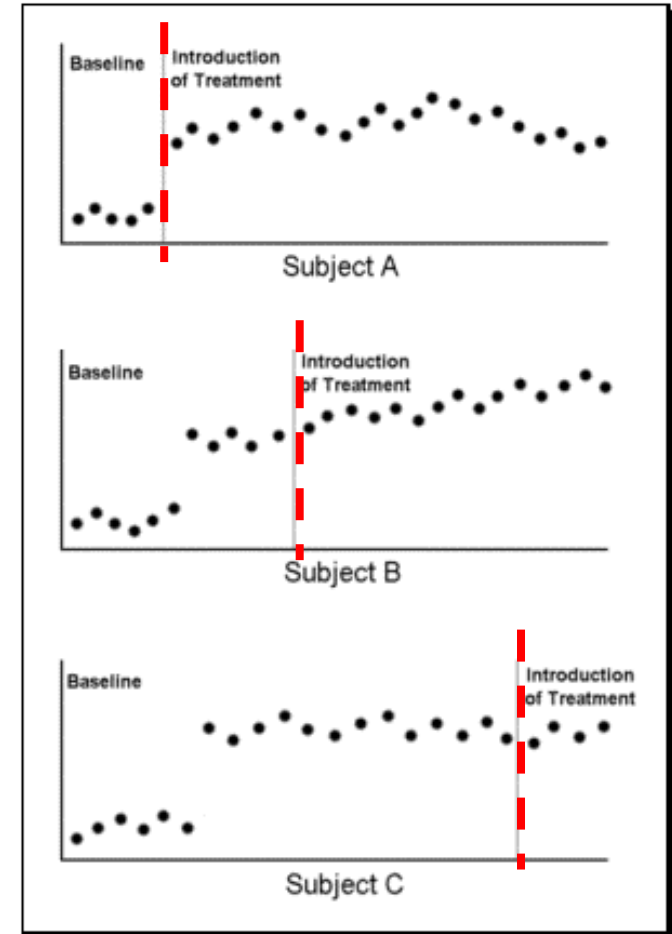 Baseline
Introduction
of Treatment
Subject A
Baseline
Introduction
of Treatment
Subject B
Baseline
Introduction
of Treatment
Subject C